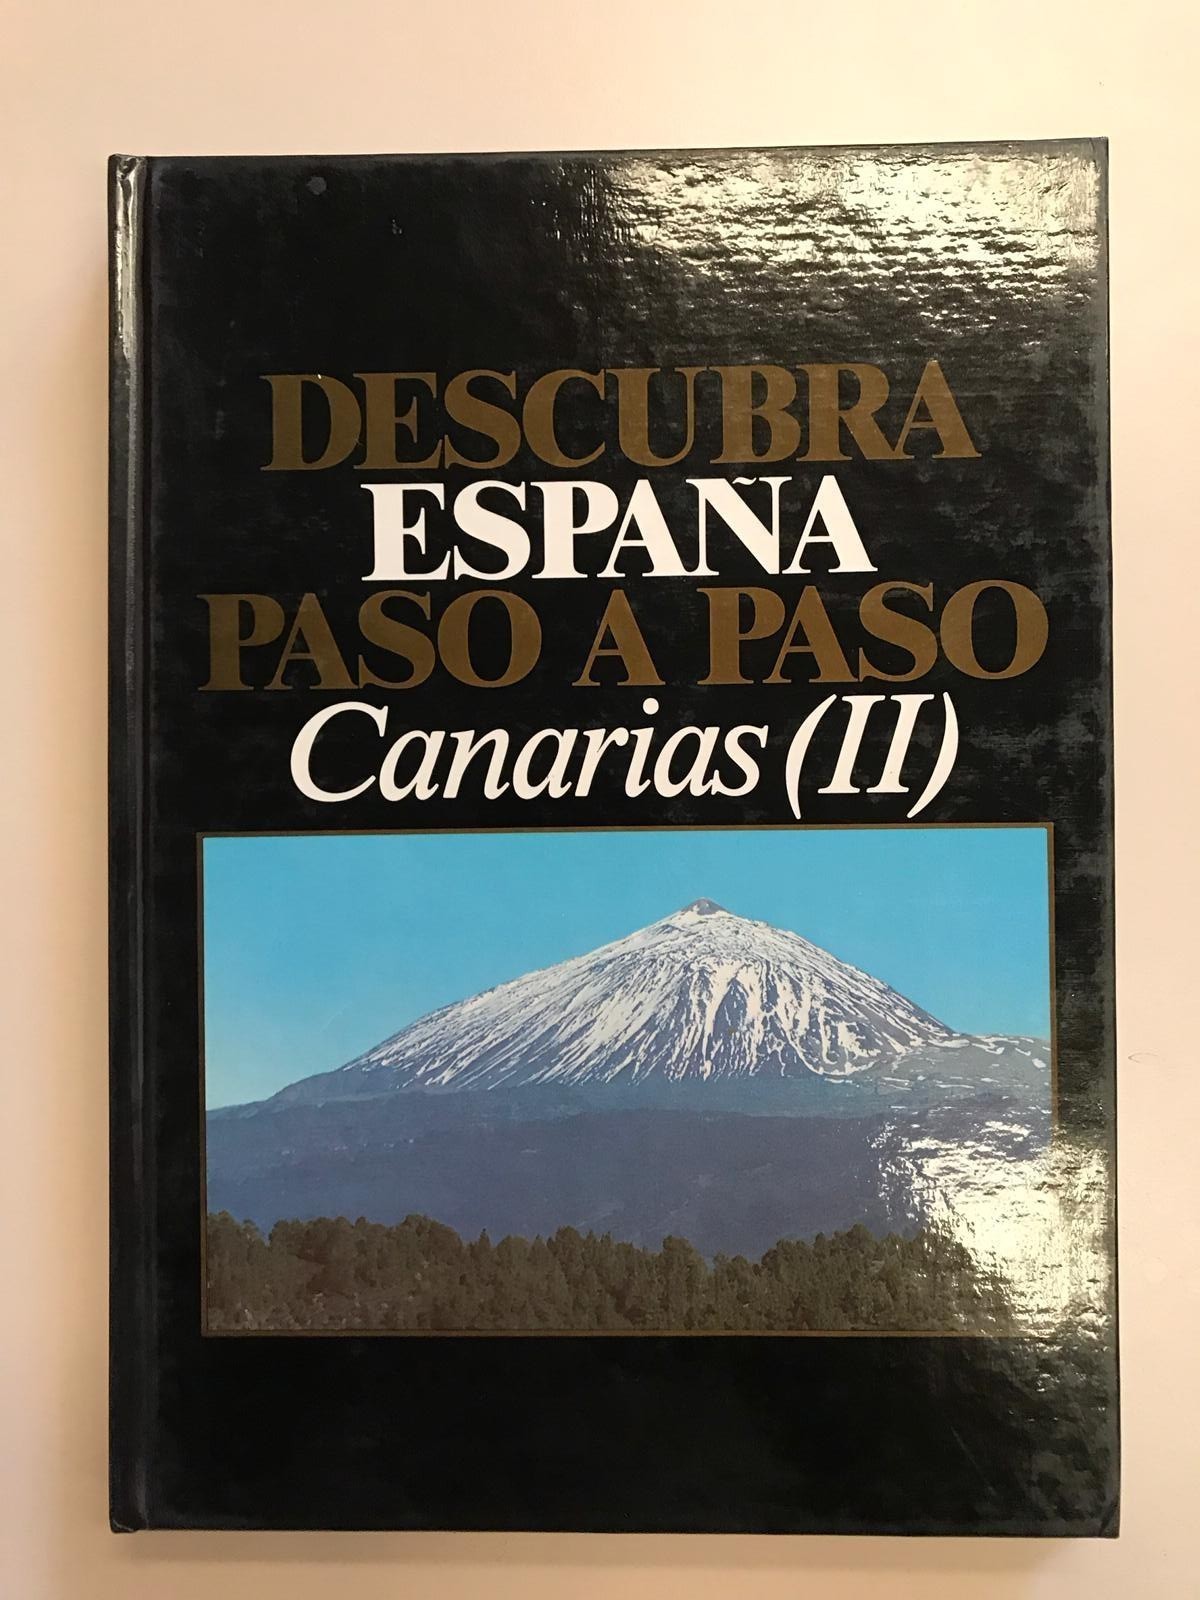 DESCUBRA
ESPAÑA
PASO A PASO
Canarias (II)